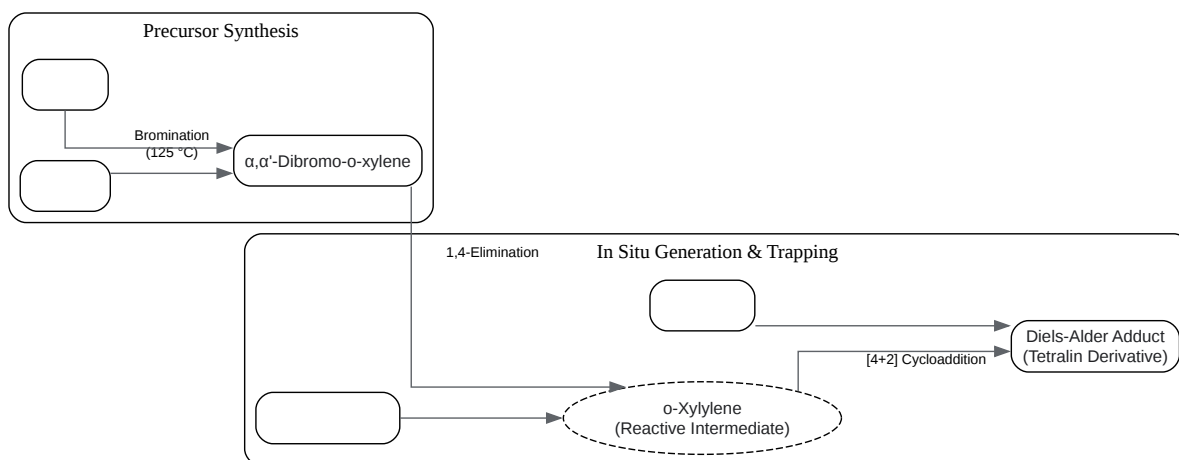 Precursor Synthesis
Bromination
(125 °C)
α,α'-Dibromo-o-xylene
1,4-Elimination
In Situ Generation & Trapping
Diels-Alder Adduct
(Tetralin Derivative)
[4+2] Cycloaddition
o-Xylylene
(Reactive Intermediate)